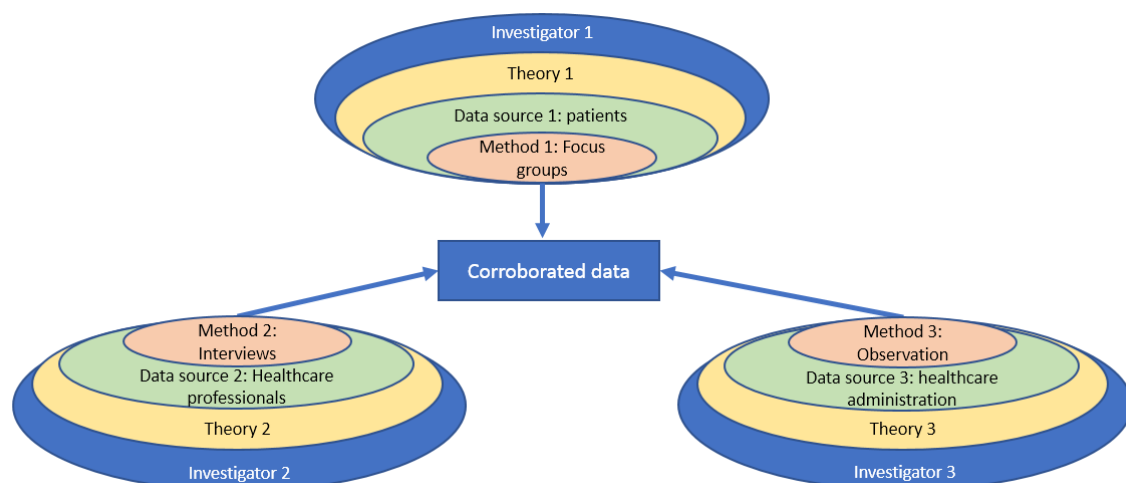 Investigator 1
Theory 1
Data source 1: patients
Method 1: Focus
groups
Corroborated data
Method 2:
Interviews
Data source 2: Healthcare
professionals
Theory 2
Investigator 2
Method 3:
Observation
Data source 3: healthcare
administration
Theory 3
Investigator 3